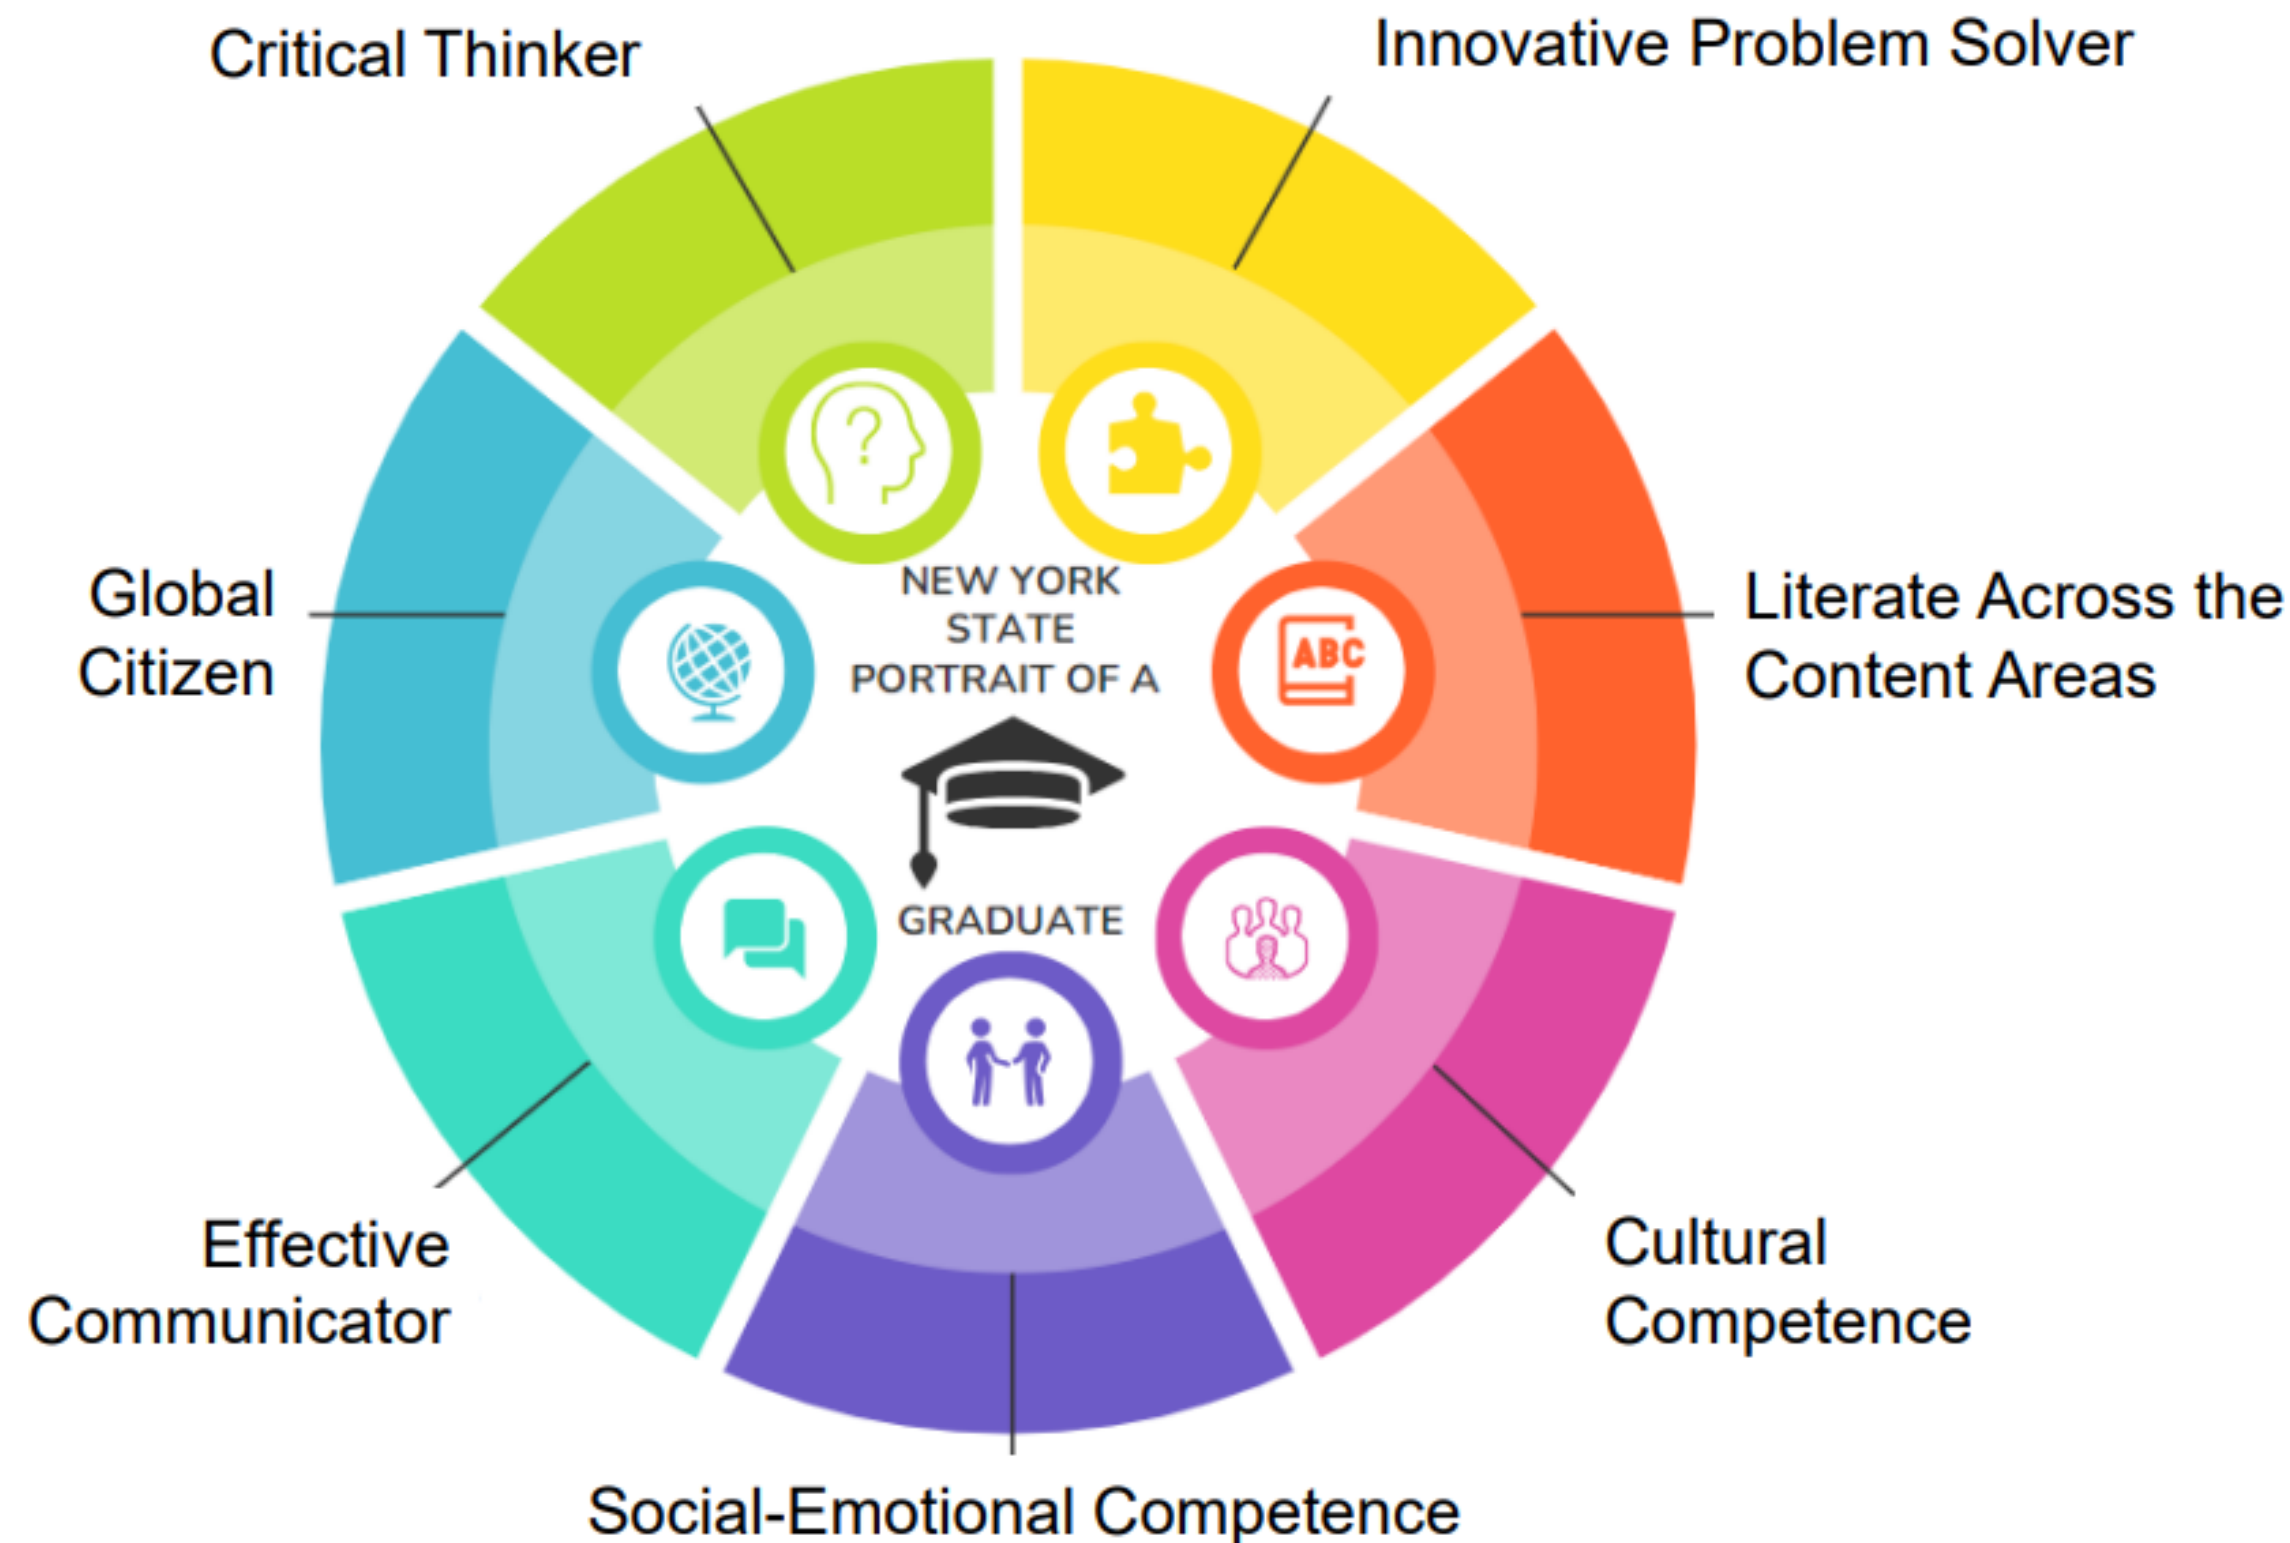 Critical Thinker
Innovative Problem Solver
NEW YORK
STATE
PORTRAIT OF A
GRADUATE
Global
Citizen
ABC
Literate Across the
Content Areas
Effective
Communicator
Cultural
Competence
Social-Emotional Competence
?